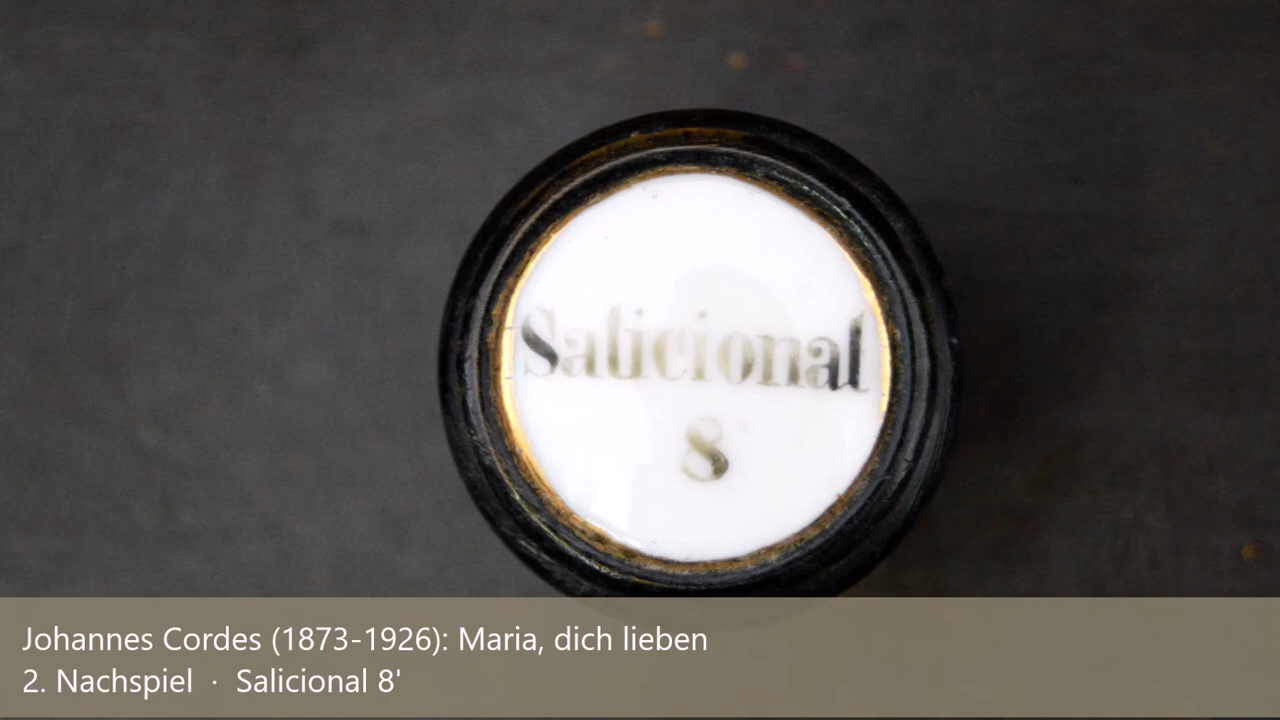 Salicional
8
Johannes Cordes (1873-1926): Maria, dich lieben
2. Nachspiel · Salicional 8'